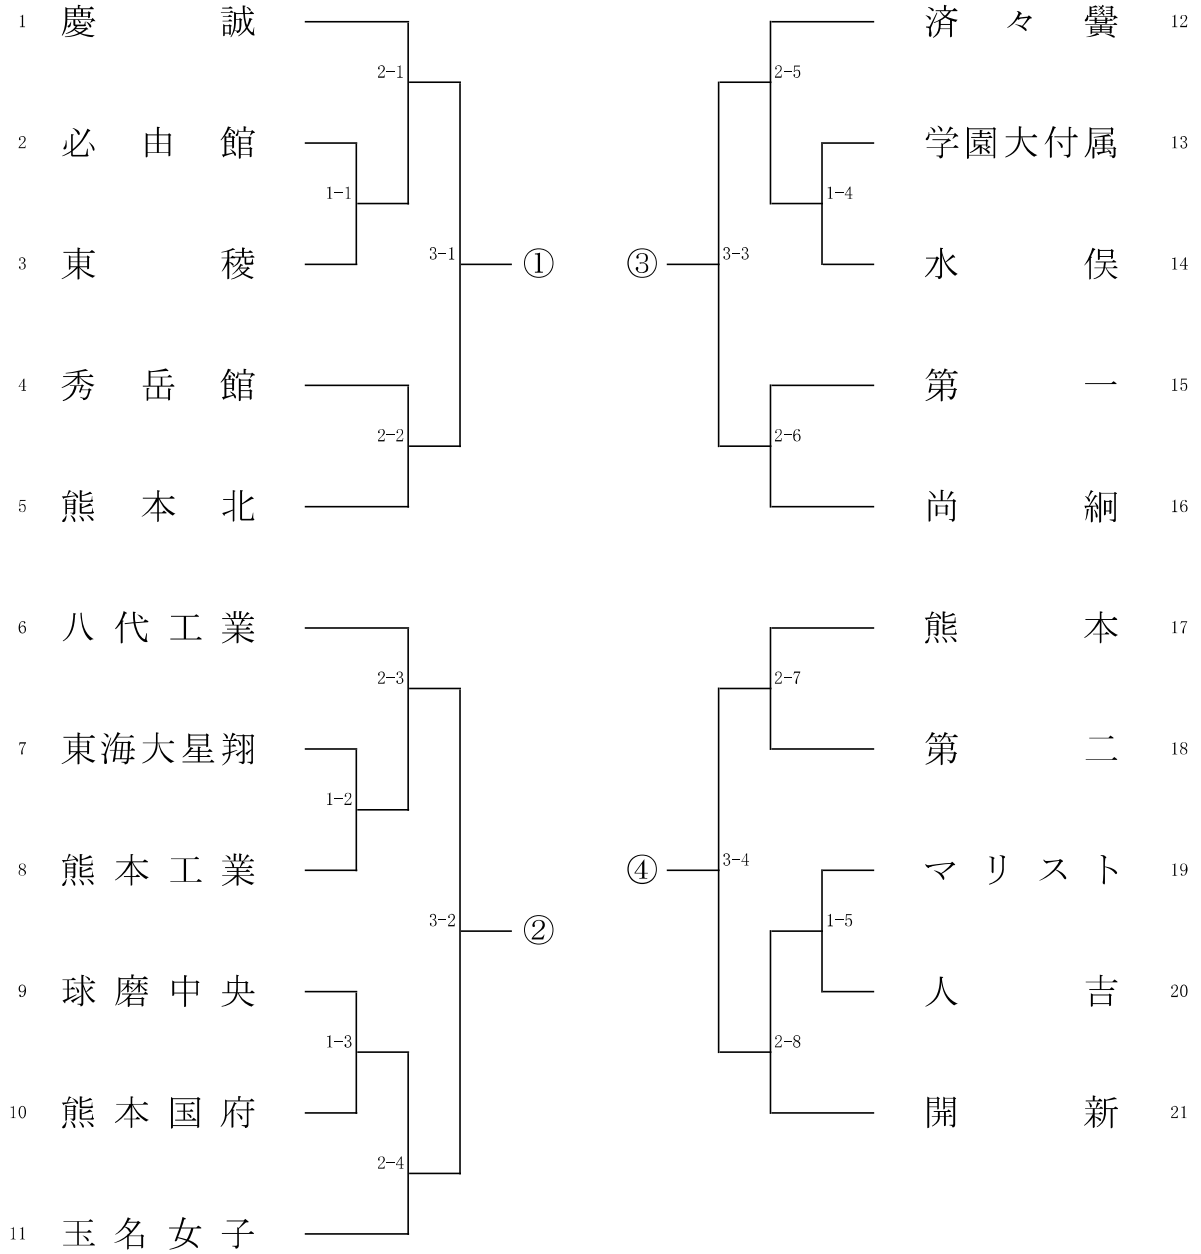 1 慶誠
2-1
2 必由館
1-1
3 東稜
3-1 ①
4 秀岳館
2-2
5 熊本北
6 八代工業
2-3
7 東海大星翔
1-2
8 熊本工業
3-2 ②
9 球磨中央
1-3
10 熊本国府
2-4
11 玉名女子
済々黌 12
2-5
学園大付属 13
1-4
水俣 14
③ 3-3
第一 15
2-6
尚絅 16
熊本 17
2-7
第二 18
④ 3-4
マリスト 19
1-5
人吉 20
2-8
開新 21